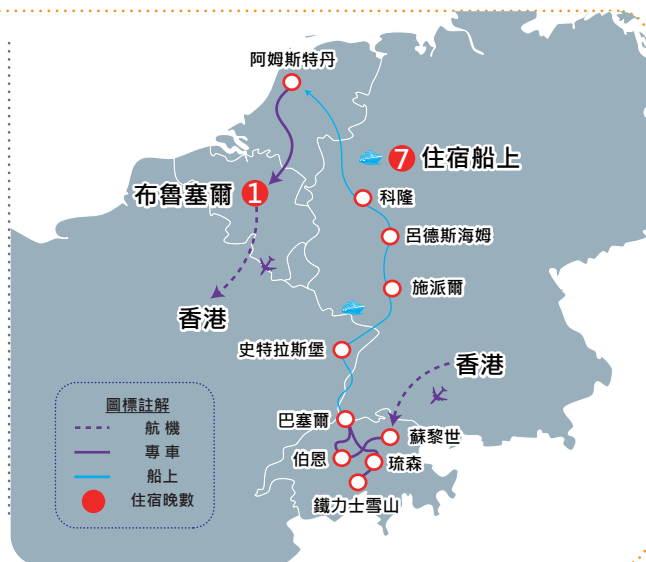 阿姆斯特丹
7 住宿船上
布魯塞爾 1
科隆
呂德斯海姆
施派爾
香港
史特拉斯堡
香港
巴塞爾
蘇黎世
伯恩
琉森
鐵力士雪山
圖標註解
航機
專車
船上
住宿晚數